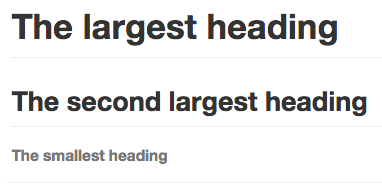 The largest heading
The second largest heading
The smallest heading